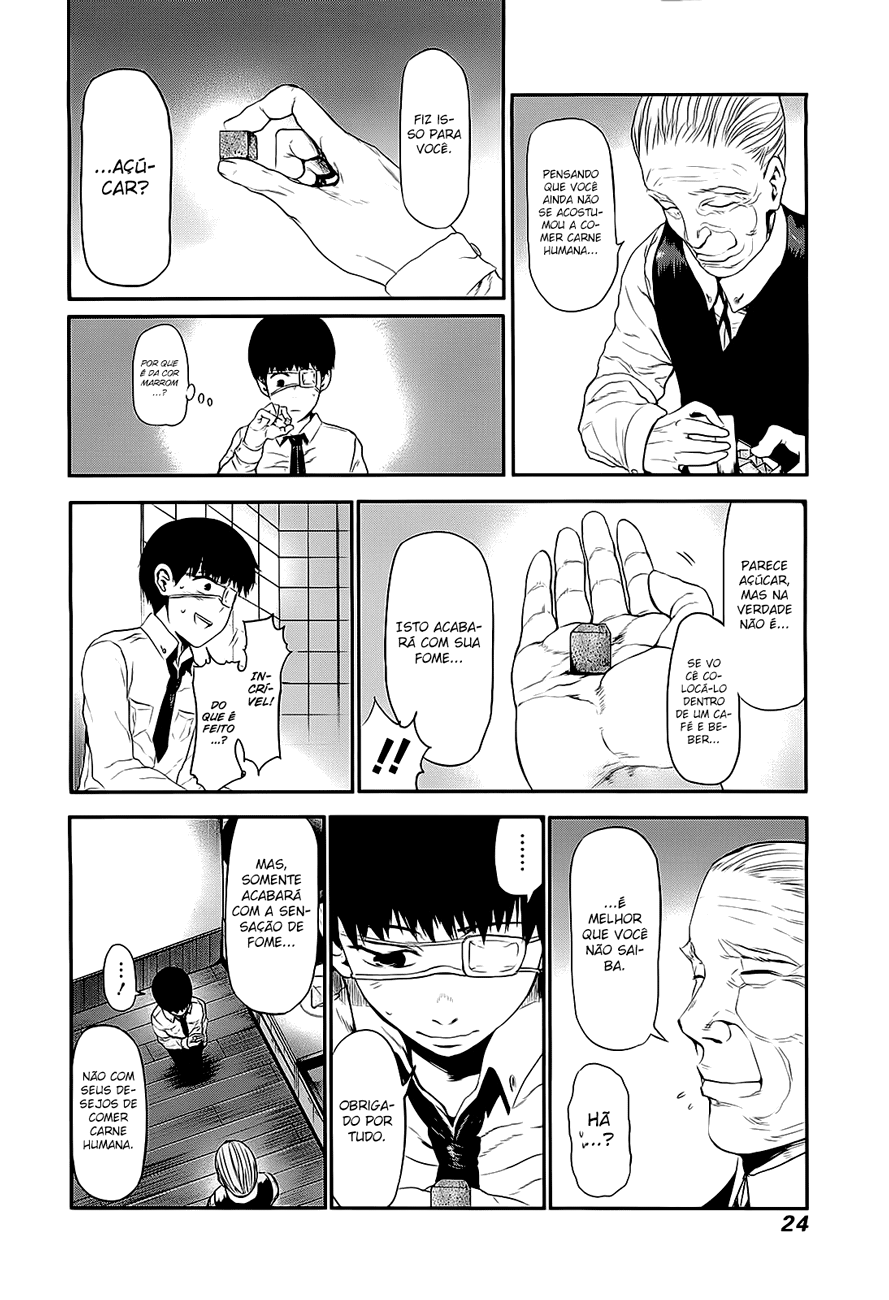 PENSANDO
QUE VOCÊ
AINDA NÃO
SE ACOSTU-
MOU A CO-
MER CARNE
HUMANA...
FIZ IS-
SO PARA
VOCÊ.
...AÇÚ-
CAR?
POR QUE
É DA COR
MARROM
...?
PARECE
AÇÚCAR,
MAS NA
VERDADE
NÃO É...
SE VO
CÊ CO-
LOCÁ-LO
DENTRO
DE UM CA-
FÉ E BE-
BER...
ISTO ACABA-
RÁ COM SUA
FOME...
!!
IN-
CRÍ-
VEL!
DO
QUE É
FEITO
...?
...É
MELHOR
QUE VOCÊ
NÃO SAI-
BA.
HÃ
...?
......
OBRIGA-
DO POR
TUDO.
MAS,
SOMENTE
ACABARÁ
COM A SEN-
SAÇÃO DE
FOME...
...!
NÃO COM
SEUS DE-
SEJOS DE
COMER
CARNE
HUMANA.
24